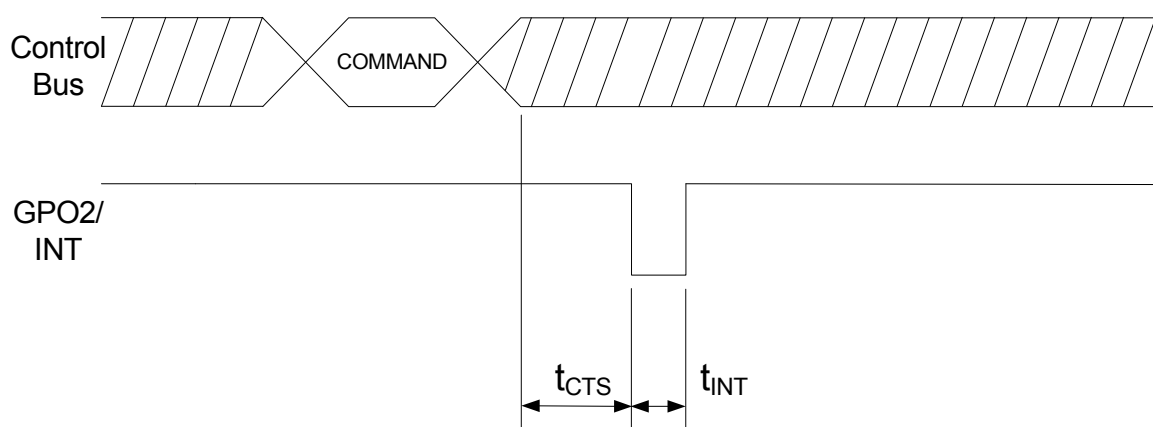 Control
Bus
COMMAND
GPO2/
INT
tCTS
tINT